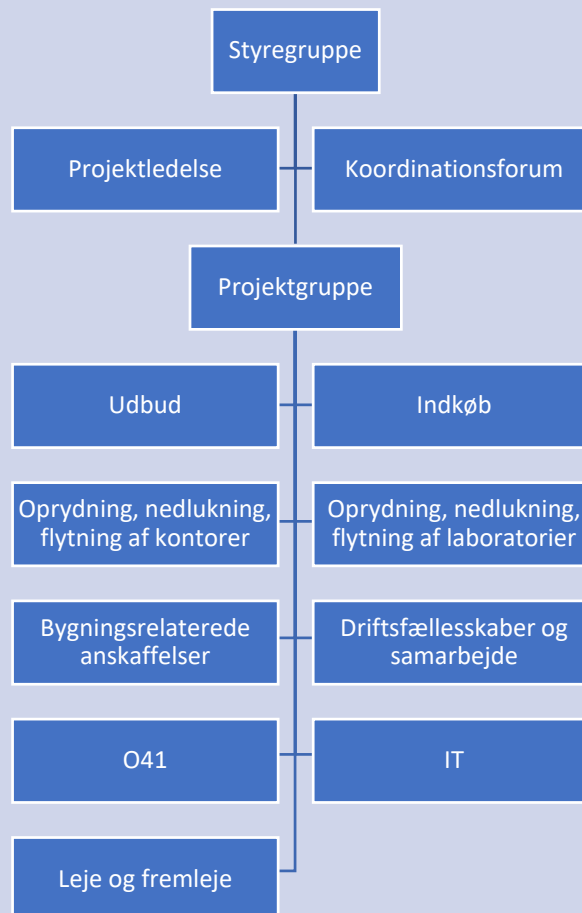 Styregruppe
Projektledelse
Koordinationsforum
Projektgruppe
Udbud
Indkøb
Oprydning, nedlukning,
flytning af kontorer
Oprydning, nedlukning,
flytning af laboratorier
Bygningsrelaterede
anskaffelser
Driftsfællesskaber og
samarbejde
O41
IT
Leje og fremleje